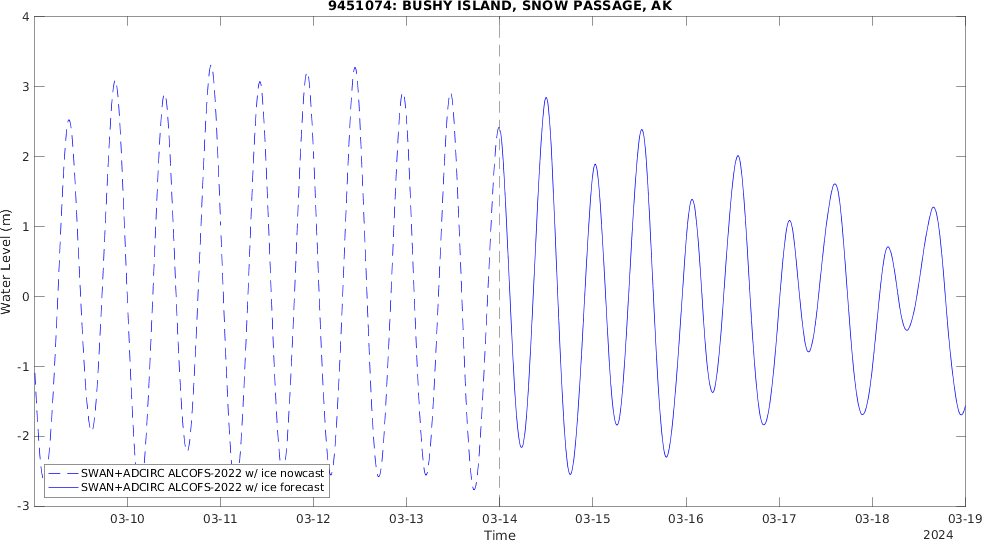 9451074: BUSHY ISLAND, SNOW PASSAGE, AK
4
3
2
1
0
-1
-2
-3
Water Level (m)
SWAN+ADCIRC ALCOFS-2022 w/ ice nowcast
SWAN+ADCIRC ALCOFS-2022 w/ ice forecast
03-10 03-11 03-12 03-13 03-14 03-15 03-16 03-17 03-18 03-19
Time
2024